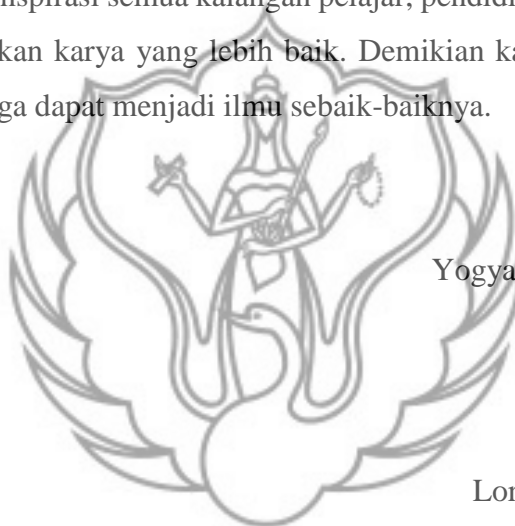 nspirasi semua kalangan pelajar, pendidi
kan karya yang lebih baik. Demikian ka
ga dapat menjadi ilmu sebaik-baiknya.
Yogya
Lor